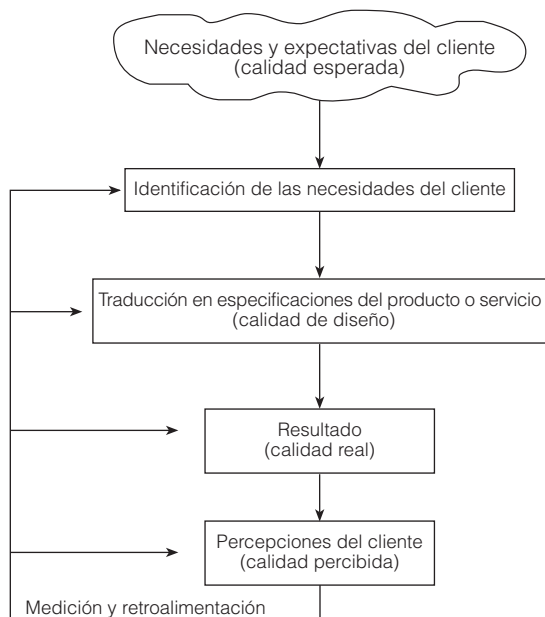 Necesidades y expectativas del cliente
(calidad esperada)
Identificación de las necesidades del cliente
Traducción en especificaciones del producto o servicio
(calidad de diseño)
Resultado
(calidad real)
Percepciones del cliente
(calidad percibida)
Medición y retroalimentación